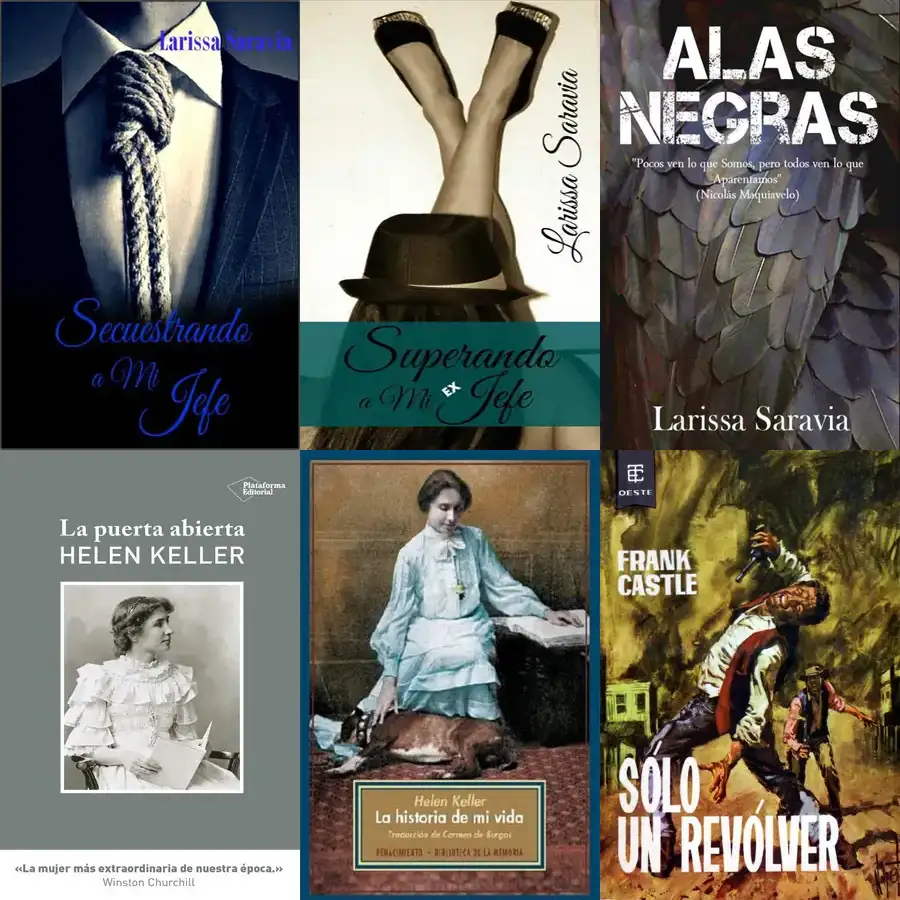 Larissa Saravia
Secuestrando
a Mi
Jefe
Larissa Saravia
Superando
a Mi EX Jefe
ALAS
NEGRAS
"Pocos ven lo que Somos, pero todos ven lo que
Aparentamos"
(Nicolás Maquiavelo)
Larissa Saravia
Plataforma
Editorial
La puerta abierta
HELEN KELLER
«La mujer más extraordinaria de nuestra época.»
Winston Churchill
Helen Keller
La historia de mi vida
Traducción de Carmen de Burgos
RENACIMIENTO - BIBLIOTECA DE LA MEMORIA
OESTE
FRANK
CASTLE
SÓLO
UN REVÓLVER